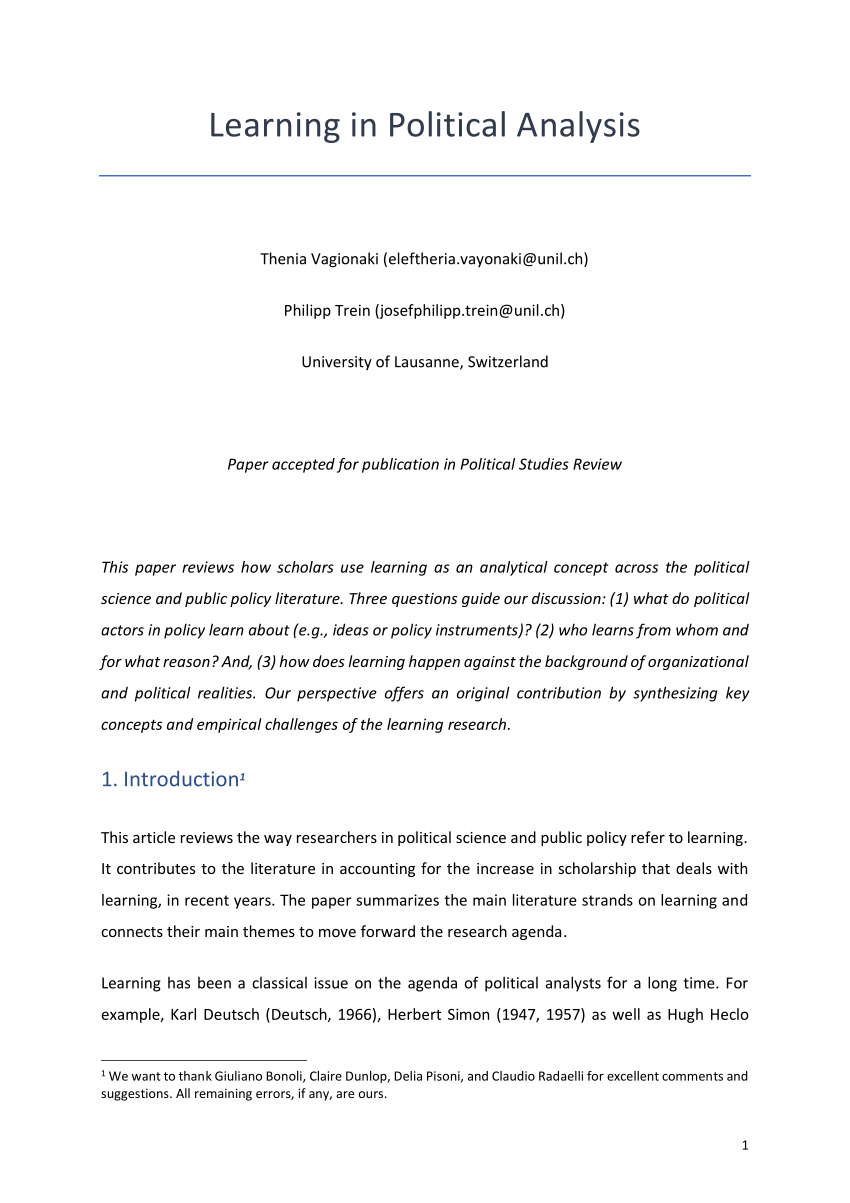 Learning in Political Analysis
Thenia Vagionaki (eleftheria.vayonaki@unil.ch)
Philipp Trein (josefphilipp.trein@unil.ch)
University of Lausanne, Switzerland
Paper accepted for publication in Political Studies Review
This paper reviews how scholars use learning as an analytical concept across the political
science and public policy literature. Three questions guide our discussion: (1) what do political
actors in policy learn about (e.g., ideas or policy instruments)? (2) who learns from whom and
for what reason? And, (3) how does learning happen against the background of organizational
and political realities. Our perspective offers an original contribution by synthesizing key
concepts and empirical challenges of the learning research.
1. Introduction¹
This article reviews the way researchers in political science and public policy refer to learning.
It contributes to the literature in accounting for the increase in scholarship that deals with
learning, in recent years. The paper summarizes the main literature strands on learning and
connects their main themes to move forward the research agenda.
Learning has been a classical issue on the agenda of political analysts for a long time. For
example, Karl Deutsch (Deutsch, 1966), Herbert Simon (1947, 1957) as well as Hugh Heclo
¹ We want to thank Giuliano Bonoli, Claire Dunlop, Delia Pisoni, and Claudio Radaelli for excellent comments and
suggestions. All remaining errors, if any, are ours.
1